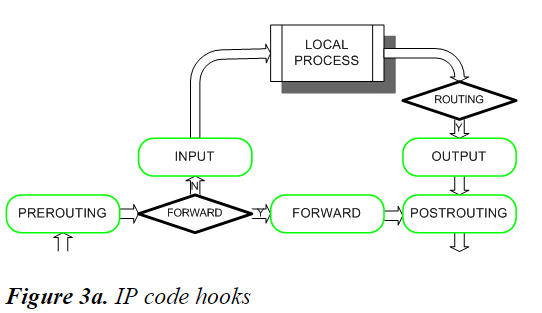 LOCAL
PROCESS
ROUTING
Y
INPUT
OUTPUT
N
PREROUTING
FORWARD
Y
FORWARD
POSTROUTING
Figure 3a. IP code hooks